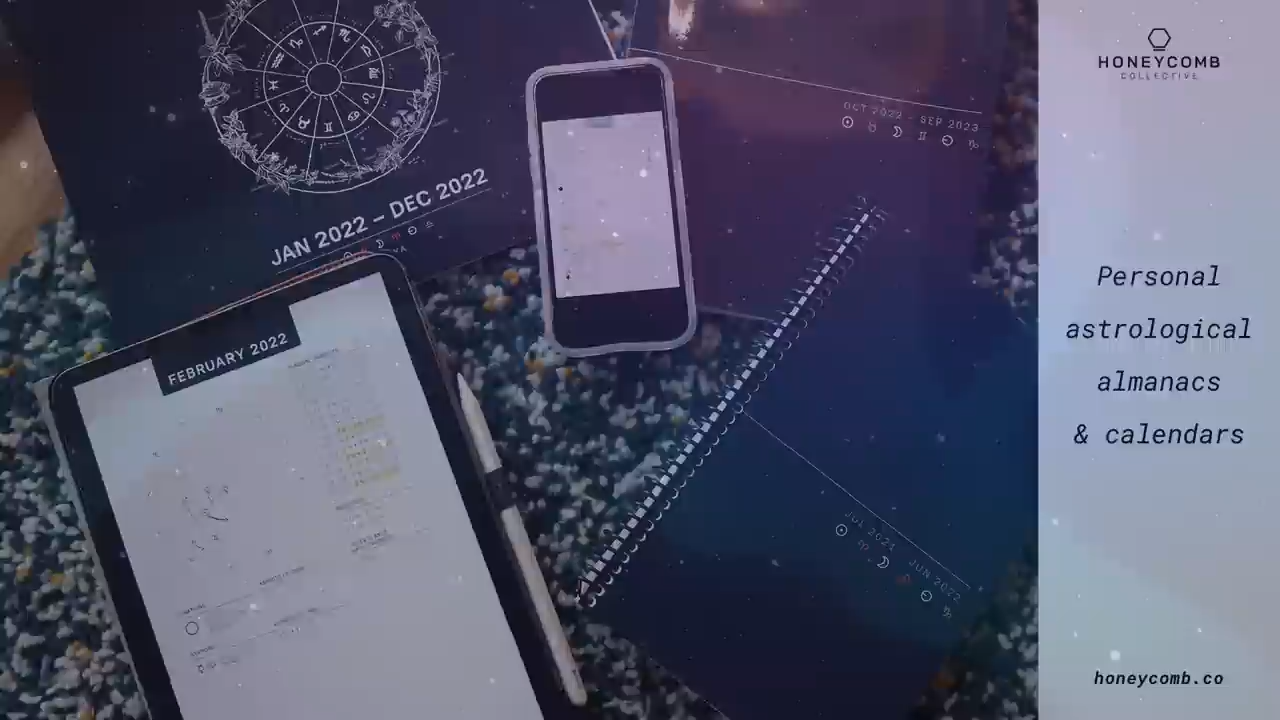 JAN 2022 – DEC 2022
FEBRUARY 2022
OCT 2022 - SEP 2023
JUL 2021 - JUN 2022
HONEYCOMB
COLLECTIVE
Personal
astrological
almanacs
& calendars
honeycomb.co